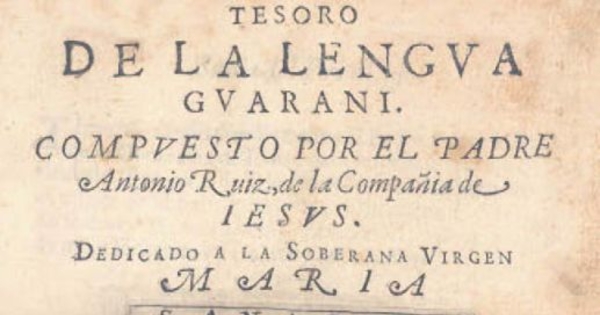 TESORO
DE LA LENGVA
GVARANI.
COMPVESTO POR EL PADRE
Antonio Ruiz, de la Compañia de
IESVS.
DEDICADO A LA SOBERANA VIRGEN
MARIA